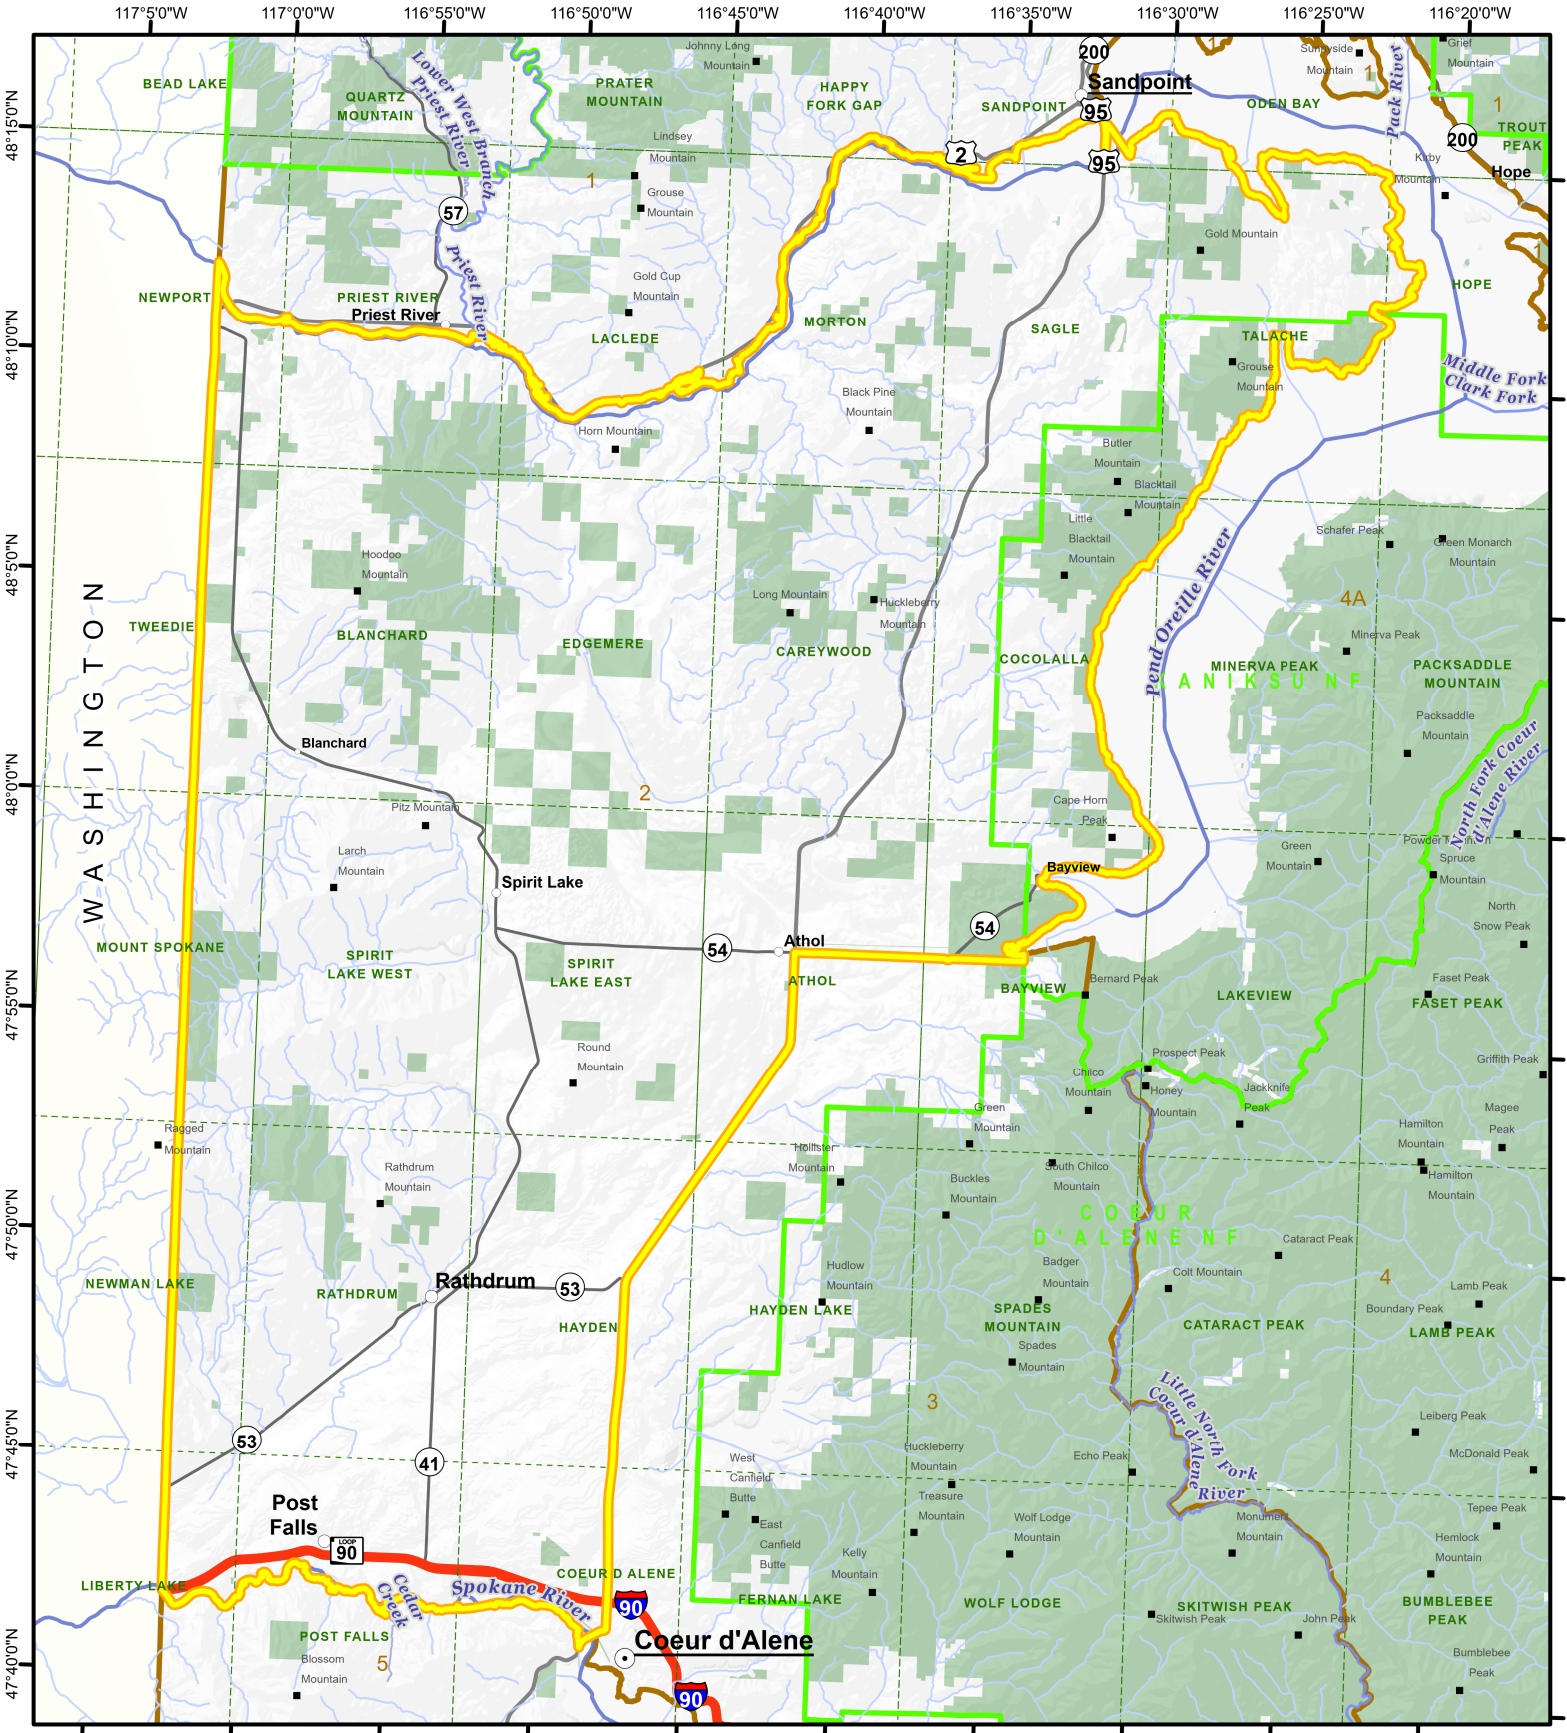 117°5'0"W 117°0'0"W 116°55'0"W 116°50'0"W 116°45'0"W 116°40'0"W 116°35'0"W 116°30'0"W 116°25'0"W 116°20'0"W
48°15'0"N
48°10'0"N
48°5'0"N
48°0'0"N
47°55'0"N
47°50'0"N
47°45'0"N
47°40'0"N
WASHINGTON
BEAD LAKE
QUARTZ
MOUNTAIN
Lower West Branch
Priest River
PRATER
MOUNTAIN
Johnny Long
Mountain
HAPPY
FORK GAP
SANDPOINT
200
Sandpoint
95
ODEN BAY
Sunnyside
Mountain
1
1
Pack River
Grief
Mountain
1
TROUT
PEAK
200
Hope
Kirby
Mountain
Lindsey
Mountain
1
Grouse
Mountain
57
2
95
Gold Mountain
1
HOPE
NEWPORT
PRIEST RIVER
Priest River
Priest River
Gold Cup
Mountain
LACLEDE
MORTON
SAGLE
TALACHE
Grouse
Mountain
Middle Fork
Clark Fork
Horn Mountain
Black Pine
Mountain
Butler
Mountain
Blacktail
Mountain
Little
Blacktail
Mountain
Schafer Peak
Green Monarch
Mountain
Hoodoo
Mountain
Long Mountain
Huckleberry
Mountain
Pend Oreille River
4A
TWEEDIE
BLANCHARD
EDGEMERE
CAREYWOOD
COCOLALLA
Minerva Peak
MINERVA PEAK
KANIKSU NF
PACKSADDLE
MOUNTAIN
Packsaddle
Mountain
Blanchard
2
Pitz Mountain
Larch
Mountain
Spirit Lake
Cape Horn
Peak
Bayview
Green
Mountain
North Fork Coeur
d'Alene River
Spruce
Mountain
North
Snow Peak
54
54
Athol
MOUNT SPOKANE
SPIRIT
LAKE WEST
SPIRIT
LAKE EAST
ATHOL
BAYVIEW
Bernard Peak
LAKEVIEW
Faset Peak
FASET PEAK
Round
Mountain
Prospect Peak
Honey
Mountain
Chilco
Mountain
Jackknife
Peak
Griffith Peak
Magee
Peak
Ragged
Mountain
Green
Mountain
Hollister
Mountain
Hamilton
Mountain
Hamilton
Mountain
Rathdrum
Mountain
Buckles
Mountain
South Chilco
Mountain
COEUR
D'ALENE NF
Cataract Peak
NEWMAN LAKE
RATHDRUM
Rathdrum
53
HAYDEN
Hudlow
Mountain
HAYDEN LAKE
Badger
Mountain
Colt Mountain
4
SPADES
MOUNTAIN
CATARACT PEAK
Lamb Peak
Boundary Peak
LAMB PEAK
Spades
Mountain
3
Little North Fork
Coeur d'Alene
River
Leiberg Peak
McDonald Peak
53
41
Huckleberry
Mountain
Echo Peak
West
Canfield
Butte
East
Canfield
Butte
Treasure
Mountain
Wolf Lodge
Mountain
Monument
Mountain
Tepee Peak
Hemlock
Mountain
Post
Falls
LOOP
90
Kelly
Mountain
LIBERTY LAKE
Cedar
Creek
Spokane River
COEUR D ALENE
90
FERNAN LAKE
WOLF LODGE
SKITWISH PEAK
Skitwish Peak
John Peak
BUMBLEBEE
PEAK
POST FALLS
5
Blossom
Mountain
Coeur d'Alene
90
Bumblebee
Peak